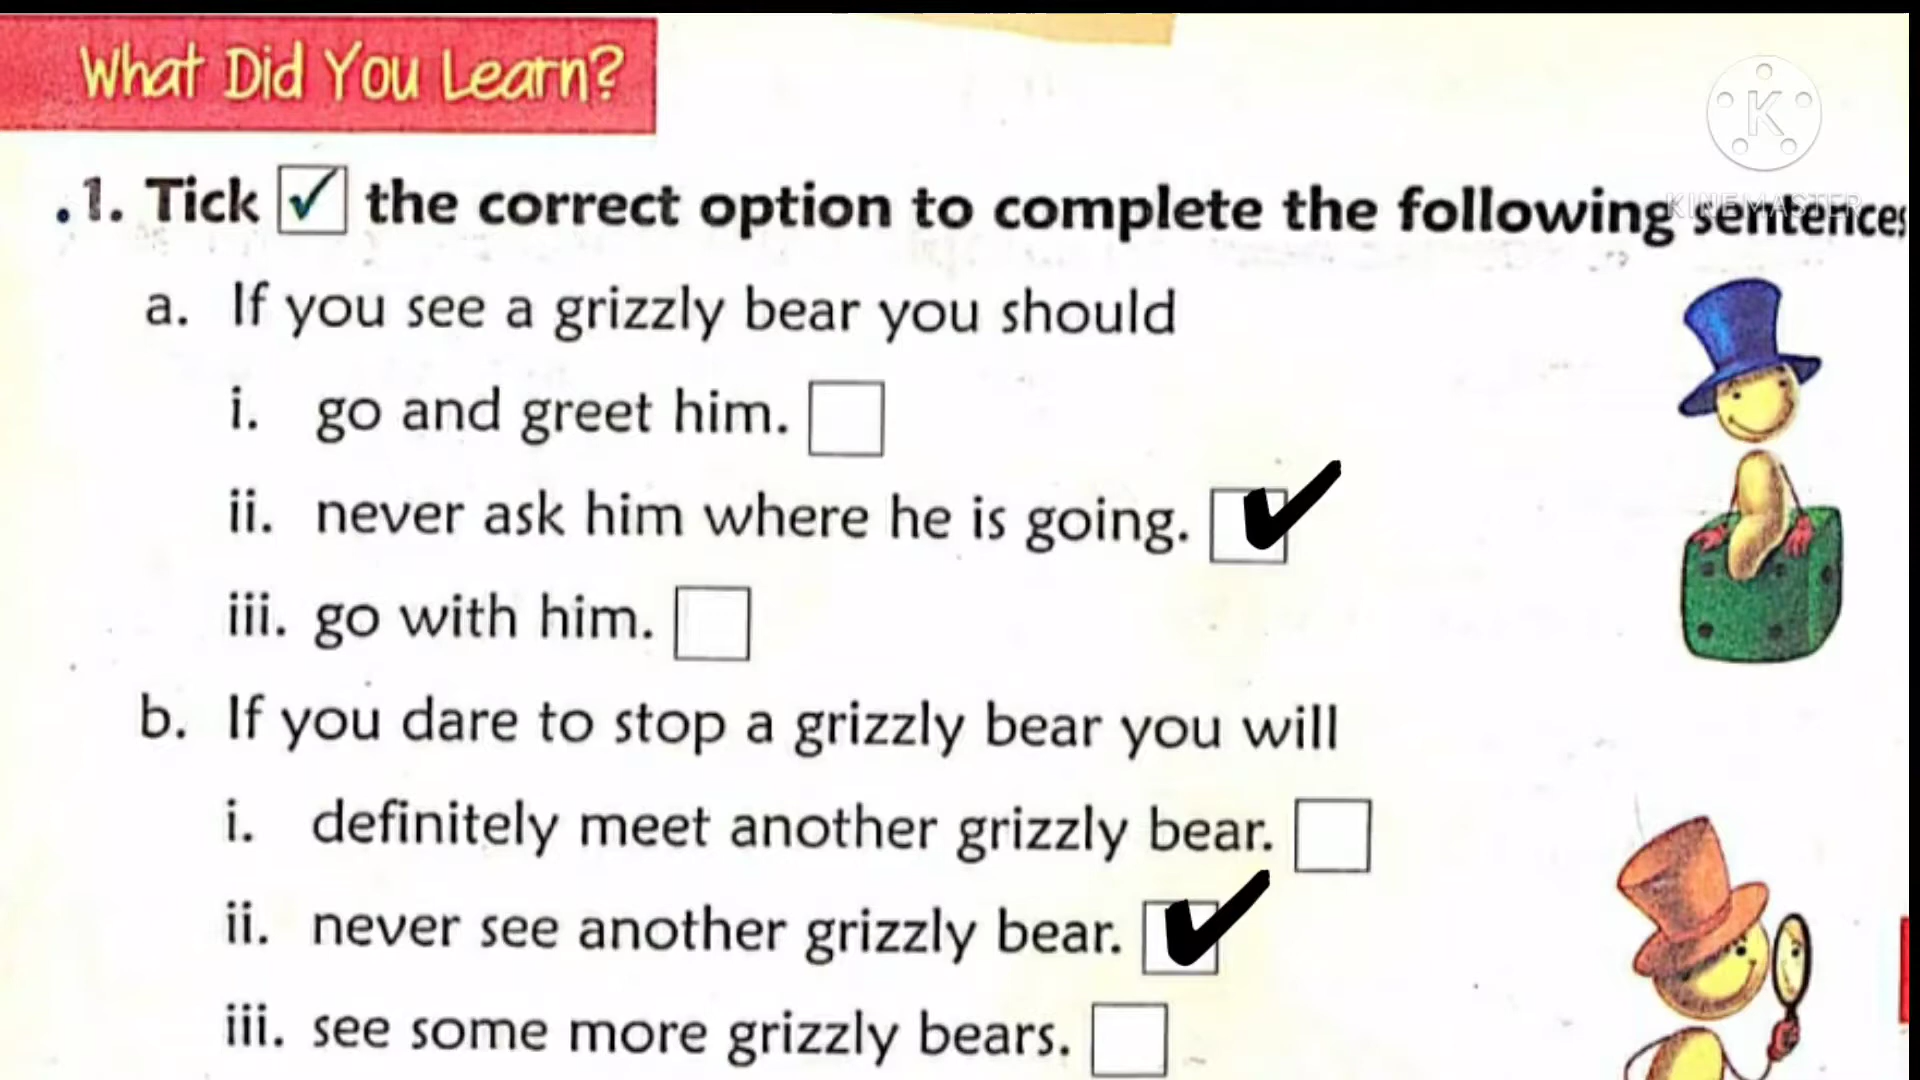 What Did You Learn?
K
KINEMASTER
.1. Tick ✓ the correct option to complete the following sentences
a. If you see a grizzly bear you should
i. go and greet him.
ii. never ask him where he is going. ✔
iii. go with him.
b. If you dare to stop a grizzly bear you will
i. definitely meet another grizzly bear.
ii. never see another grizzly bear. ✔
iii. see some more grizzly bears.